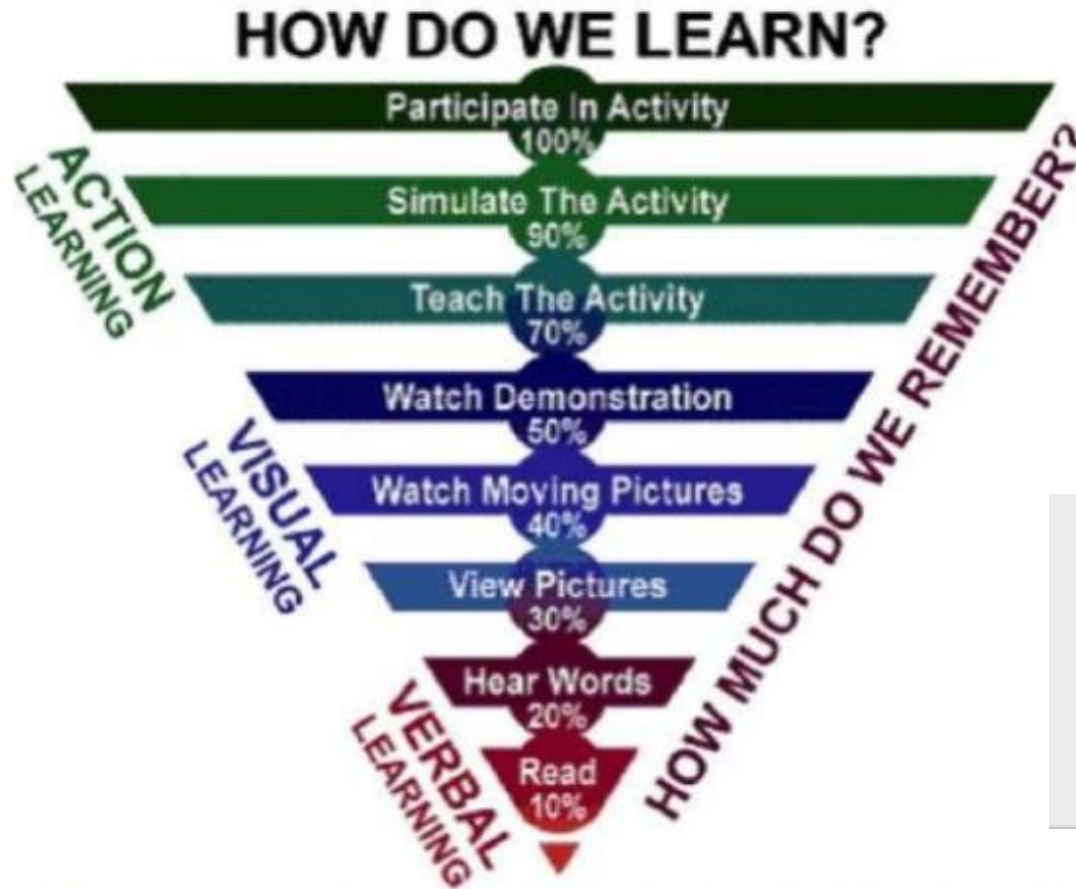 HOW DO WE LEARN?
Participate In Activity
100%
Simulate The Activity
90%
Teach The Activity
70%
Watch Demonstration
50%
Watch Moving Pictures
40%
View Pictures
30%
Hear Words
20%
Read
10%
ACTION
LEARNING
VISUAL
LEARNING
VERBAL
LEARNING
HOW MUCH DO WE REMEMBER?